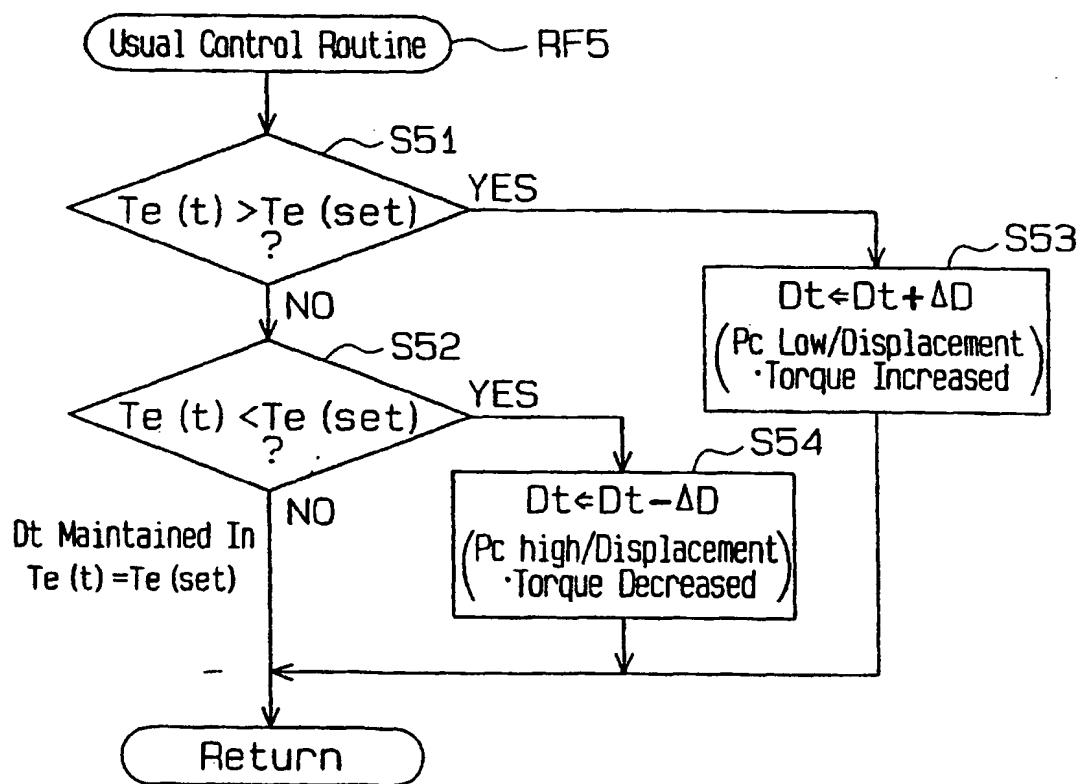 Usual Control Routine
RF5
S51
Te (t) >Te (set)
?
YES
NO
S53
Dt⇐Dt+ΔD
(Pc Low/Displacement
·Torque Increased)
S52
Te (t) <Te (set)
?
YES
NO
S54
Dt⇐Dt-ΔD
(Pc high/Displacement
·Torque Decreased)
Dt Maintained In
Te (t) =Te (set)
Return